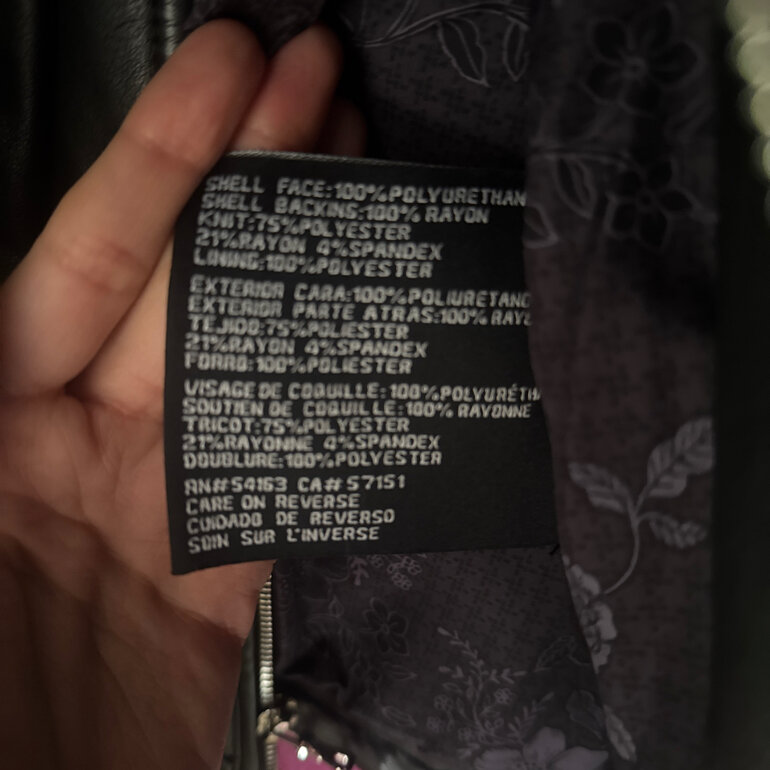 SHELL FACE:100%POLYURETHAN
SHELL BACKING:100% RAYON
KNIT:75%POLYESTER
21%RAYON 4%SPANDEX
LINING:100%POLYESTER
EXTERIOR CARA:100%POLIURETANO
EXTERIOR PARTE ATRAS:100% RAY
TEJIDO:75%POLIESTER
21%RAYON 4%SPANDEX
FORRO:100%POLIESTER
VISAGE DE COQUILLE:100%POLYURÉTH
SOUTIEN DE COQUILLE:100% RAYONNE
TRICOT:75%POLYESTER
21%RAYONNE 4%SPANDEX
DOUBLURE:100%POLYESTER
RN#54163 CA#57151
CARE ON REVERSE
CUIDADO DE REVERSO
SOIN SUR L'INVERSE